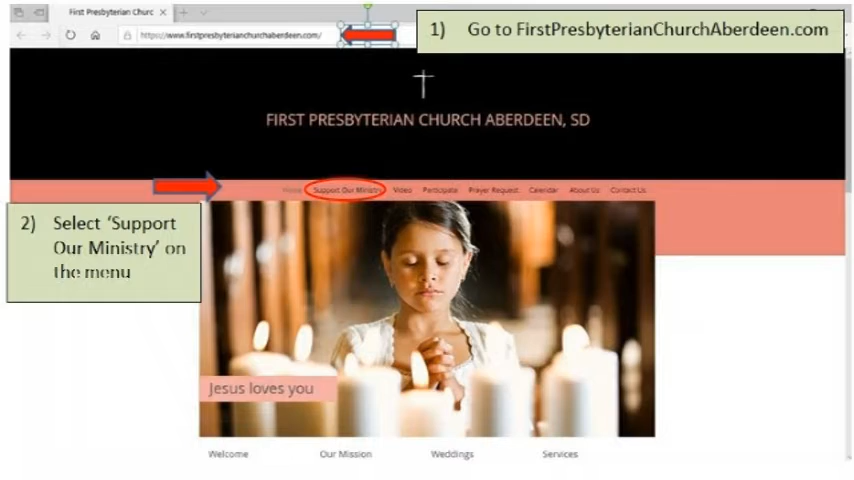 First Presbyterian Churc
https://www.firstpresbyterianchurchaberdeen.com/
1) Go to FirstPresbyterianChurchAberdeen.com
FIRST PRESBYTERIAN CHURCH ABERDEEN, SD
Home Support Our Ministry Video Participate Prayer Request Calendar About Us Contact Us
2) Select ‘Support
Our Ministry’ on
the menu
Jesus loves you
Welcome Our Mission Weddings Services